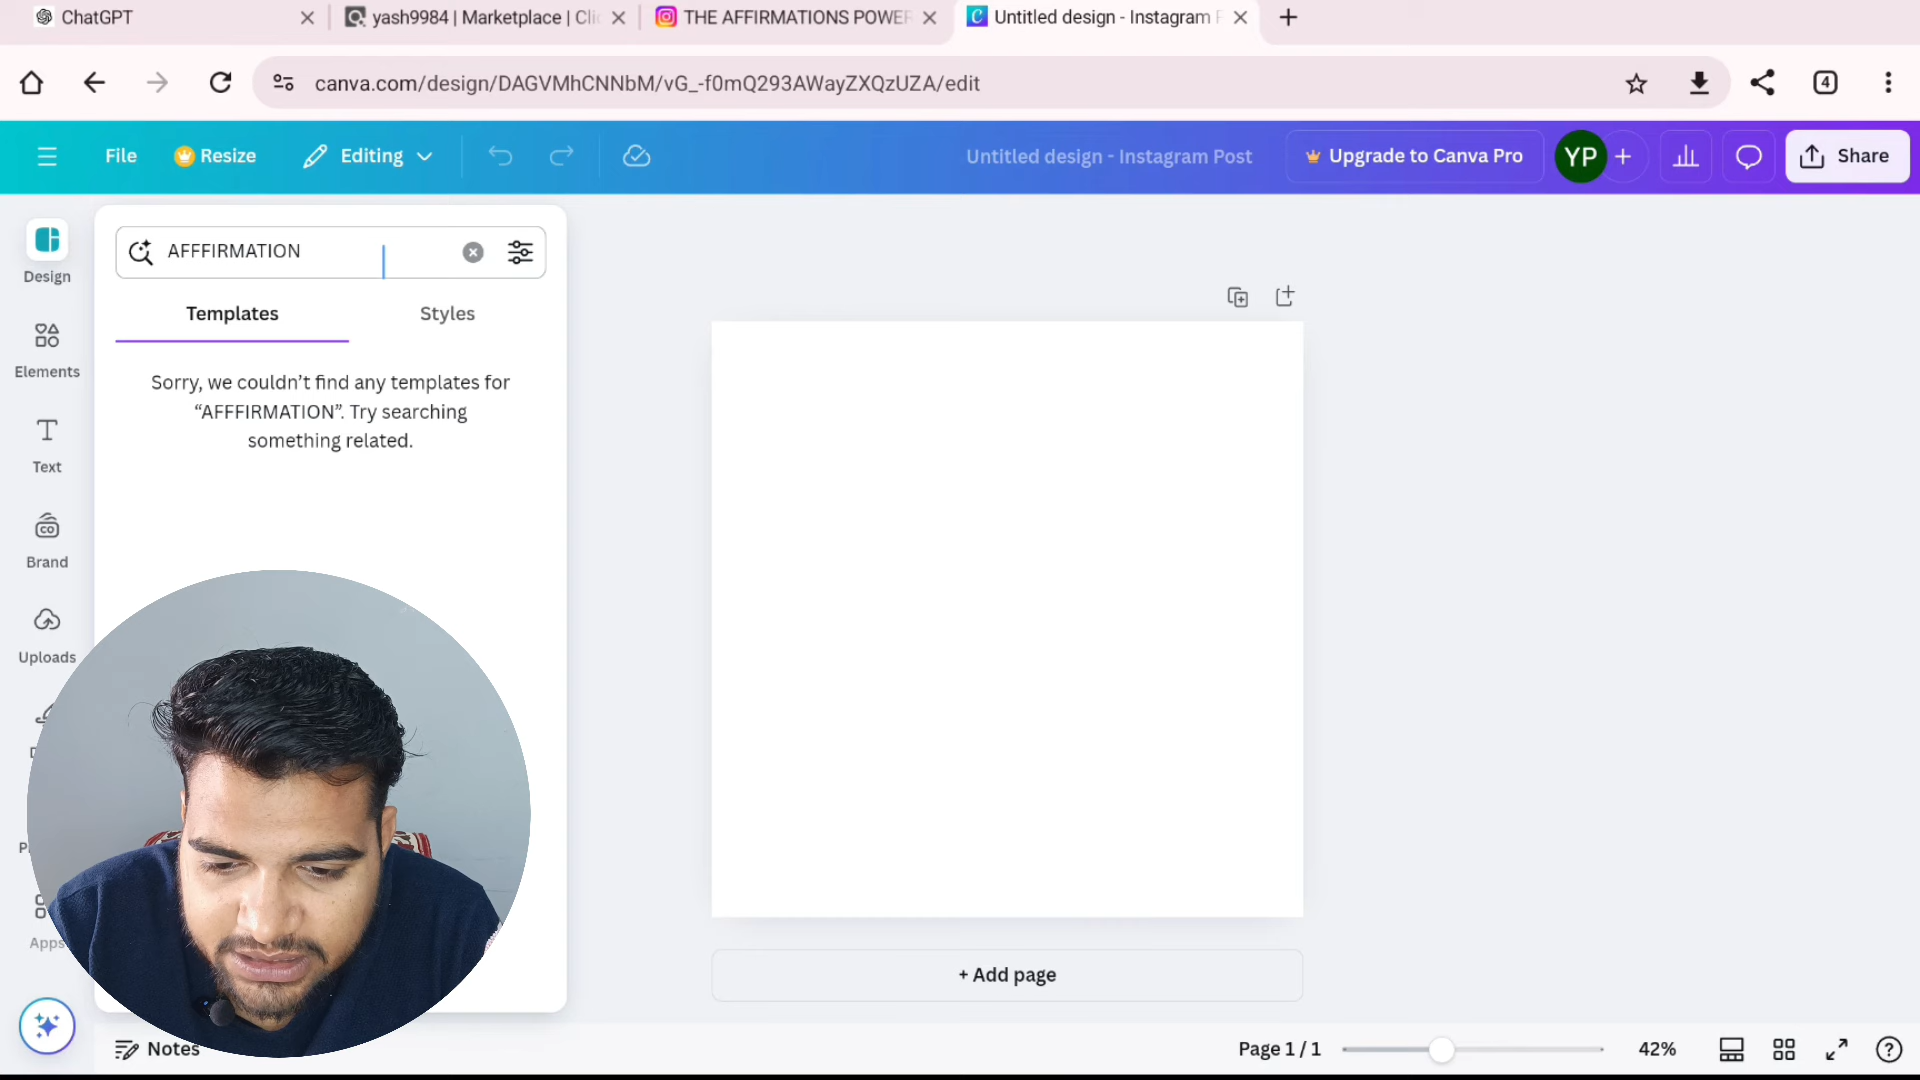 ChatGPT
yash9984 | Marketplace | Cli
THE AFFIRMATIONS POWER
Untitled design - Instagram P
canva.com/design/DAGVMhCNNbM/vG_-f0mQ293AWayZXQzUZA/edit
4
File
Resize
Editing
Untitled design - Instagram Post
Upgrade to Canva Pro
YP
Share
Design
AFFFIRMATION
Templates
Styles
Elements
Sorry, we couldn't find any templates for
“AFFFIRMATION”. Try searching
something related.
Text
CO
Brand
Uploads
Apps
+ Add page
Notes
Page 1 / 1
42%